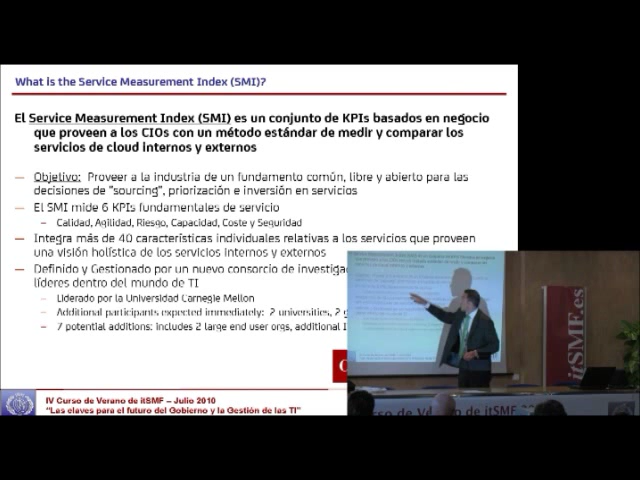 What is the Service Measurement Index (SMI)?
El Service Measurement Index (SMI) es un conjunto de KPIs basados en negocio
que proveen a los CIOs con un método estándar de medir y comparar los
servicios de cloud internos y externos
— Objetivo: Proveer a la industria de un fundamento común, libre y abierto para las
decisiones de "sourcing", priorización e inversión en servicios
— El SMI mide 6 KPIs fundamentales de servicio
– Calidad, Agilidad, Riesgo, Capacidad, Coste y Seguridad
— Integra más de 40 características individuales relativas a los servicios que proveen
una visión holística de los servicios internos y externos
— Definido y Gestionado por un nuevo consorcio de
líderes dentro del mundo de TI
– Liderado por la Universidad Carnegie Mellon
– Additional participants expected immediately: 2 universities, 2
– 7 potential additions: includes 2 large end user orgs, additional
itSMF es
IV Curso de Verano de itSMF – Julio 2010
"Las claves para el futuro del Gobierno y la Gestión de las TI"
Curso de Verano de itSMF